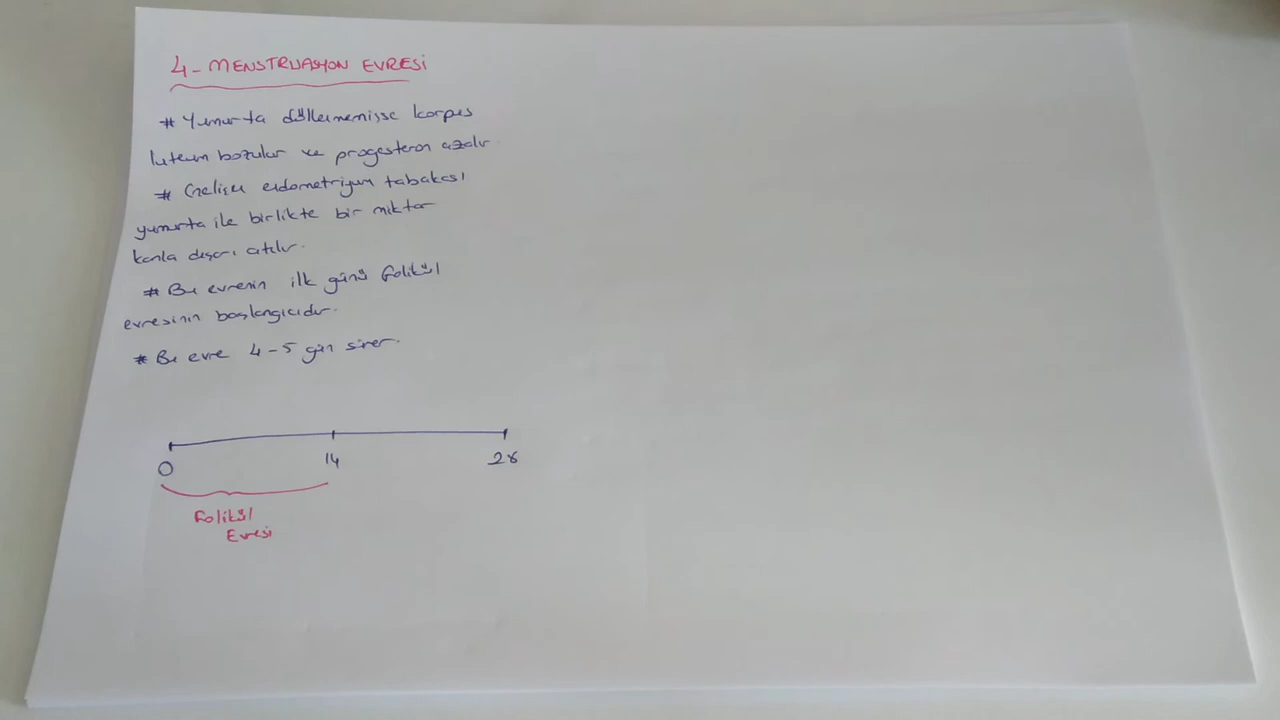 4- MENSTRUASYON EVRESİ
# Yumurta döllenmemişse korpus
luteum bozulur ve progesteron azalır
# Gelişen endometriyum tabakası
yumurta ile birlikte bir miktar
kanla dışarı atılır.
# Bu evrenin ilk günü folikül
evresinin başlangıcıdır.
# Bu evre 4-5 gün sürer.
0 14 28
Folikül
Evresi